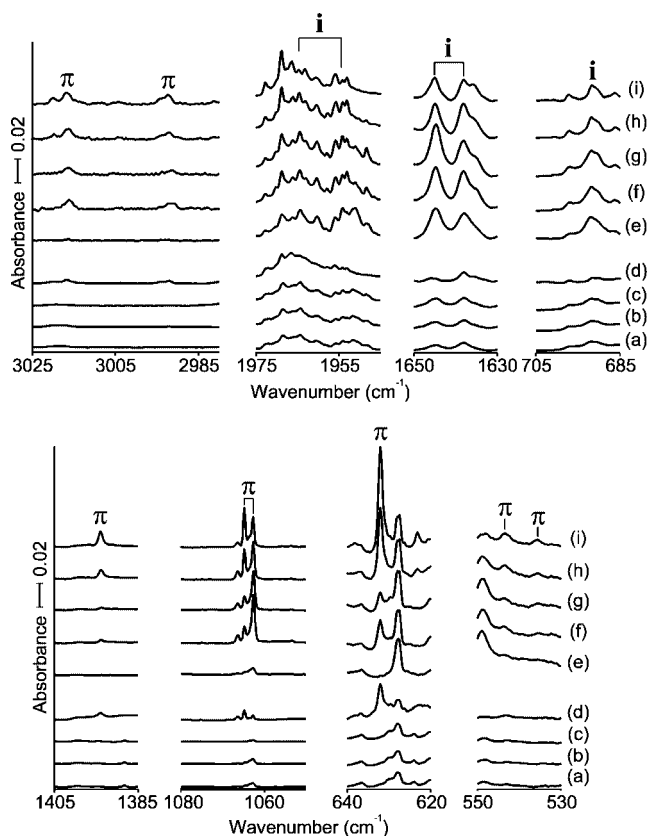 i
π π i i
(i)
(h)
(g)
(f)
(e)
(d)
(c)
(b)
(a)
Absorbance 0.02
3025 3005 2985 1975 1955 1650 1630 705 685
Wavenumber (cm-1)
π
π π π π
(i)
(h)
(g)
(f)
(e)
(d)
(c)
(b)
(a)
Absorbance 0.02
1405 1385 1080 1060 640 620 550 530
Wavenumber (cm-1)